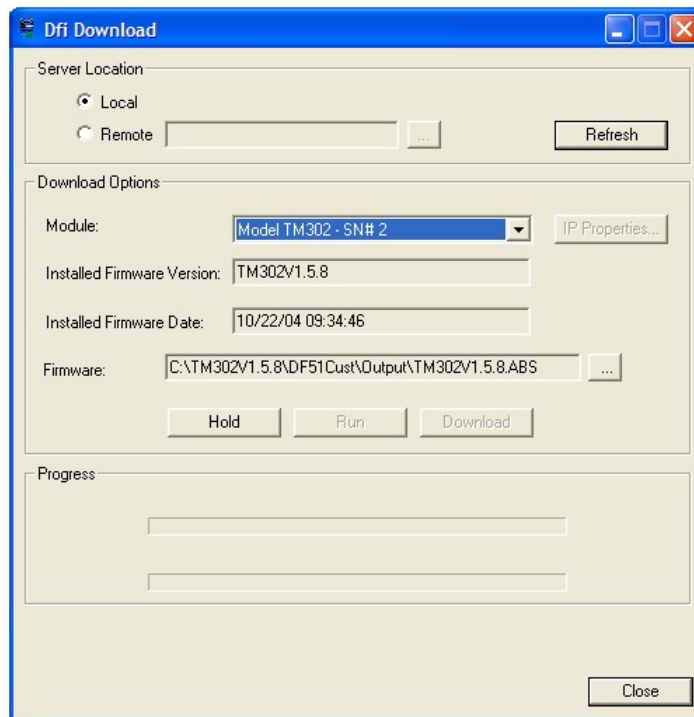 Dfi Download
Server Location
Local
Remote ... Refresh
Download Options
Module: Model TM302 - SN# 2 IP Properties...
Installed Firmware Version: TM302V1.5.8
Installed Firmware Date: 10/22/04 09:34:46
Firmware: C:\TM302V1.5.8\DF51Cust\Output\TM302V1.5.8.ABS ...
Hold Run Download
Progress
Close